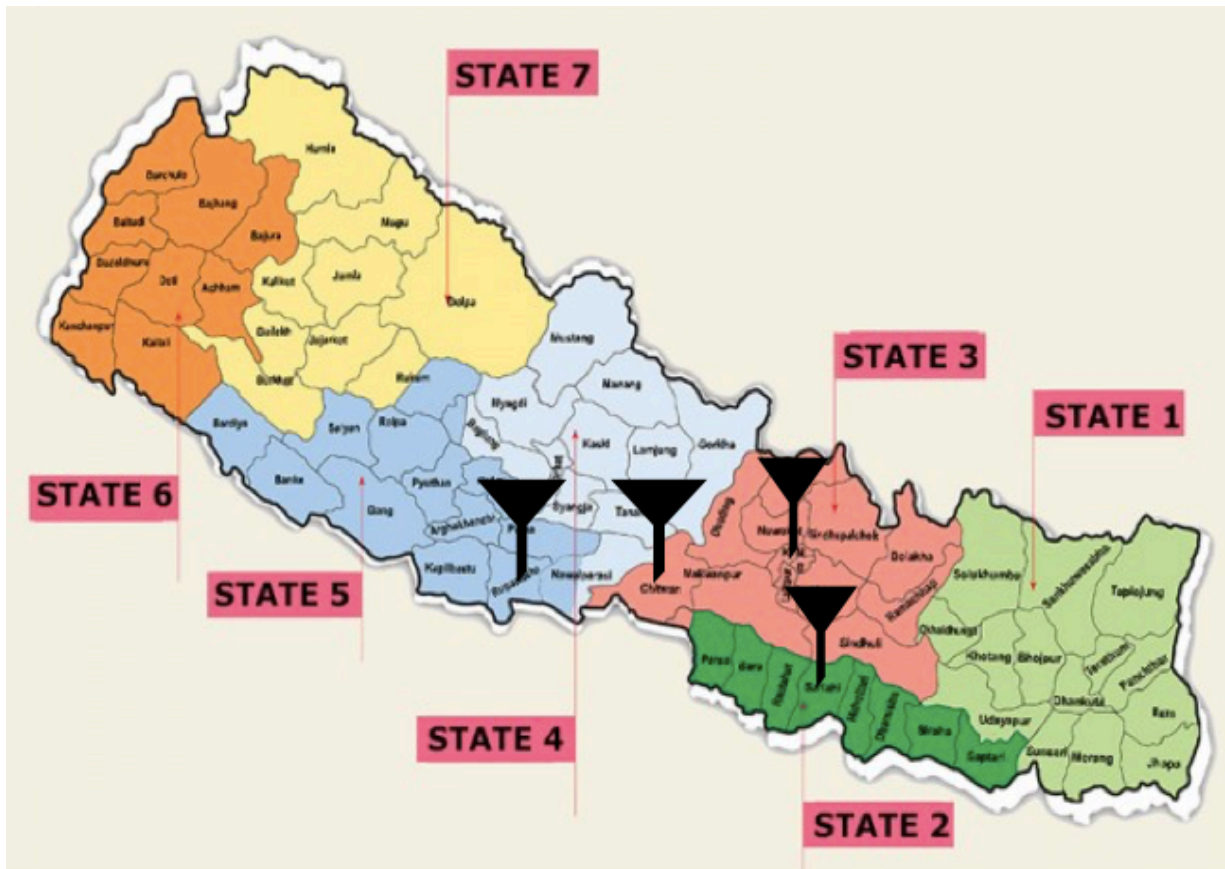 STATE 7
Humla
Darchula
Bajhang
Baitadi
Mugu
Bajura
Dadeldhura
Doti
Achham
Kalikot
Jumla
Dolpa
Kanchanpur
Kailali
Dailekh
Jajarkot
Mustang
STATE 3
Rukum
Manang
Surkhet
Myagdi
STATE 1
Bardiya
Rolpa
Salyan
Baglung
Kaski
Lamjung
Gorkha
STATE 6
Banke
Pyuthan
Dang
Syangja
Dhading
Sindhupalchok
Arghakhanchi
Dolakha
Kapilbastu
Nawalparasi
Chitwan
Makwanpur
Ramechhap
Solukhumbu
Sankhuwasabha
Taplejung
STATE 5
Okhaldhunga
Sindhuli
Khotang
Bhojpur
Terathum
Panchthar
Parsa
Bara
Rautahat
Sarlahi
Mahottari
Dhanusha
Siraha
Saptari
Udayapur
Dhankuta
Ilam
Sunsari
Morang
Jhapa
STATE 4
STATE 2